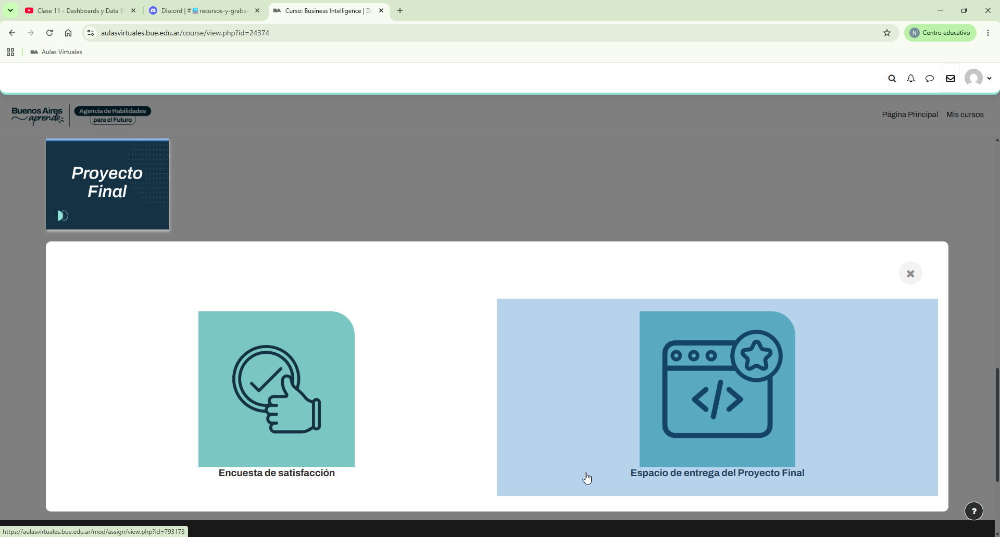 Clase 11 - Dashboards y Data S
Discord | # recursos-y-graba
Curso: Business Intelligence | D
aulasvirtuales.bue.edu.ar/course/view.php?id=24374
N
Centro educativo
BA Aulas Virtuales
Buenos Aires
aprende
Agencia de Habilidades
para el Futuro
Página Principal
Mis cursos
Proyecto
Final
Encuesta de satisfacción
Espacio de entrega del Proyecto Final
?
https://aulasvirtuales.bue.edu.ar/mod/assign/view.php?id=793173